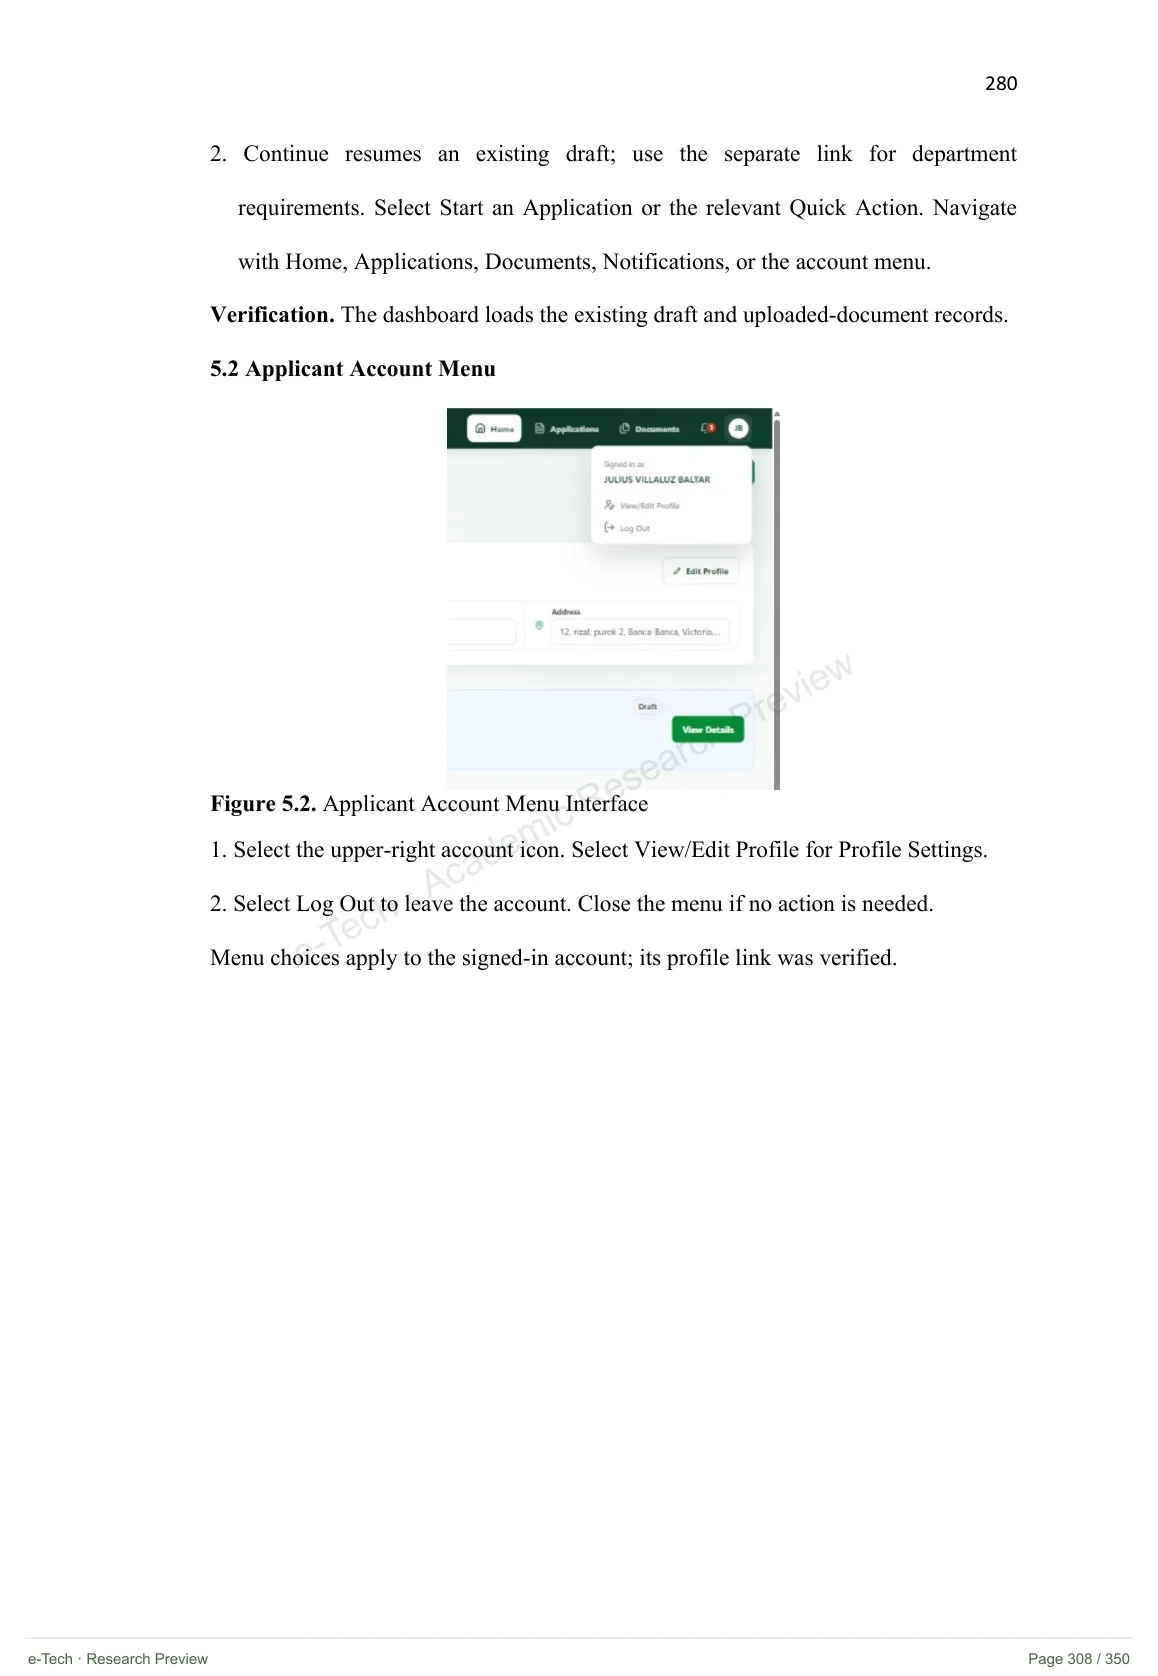 280
2. Continue resumes an existing draft; use the separate link for department
requirements. Select Start an Application or the relevant Quick Action. Navigate
with Home, Applications, Documents, Notifications, or the account menu.
Verification. The dashboard loads the existing draft and uploaded-document records.
5.2 Applicant Account Menu
Home Applications Documents 1 JB
Signed in as
JULIUS VILLALUZ BALTAR
View/Edit Profile
Log Out
Edit Profile
Address
12, rizal, purok 2, Banca-Banca, Victoria,...
Draft
View Details
e-Tech · Academic Research Preview
Figure 5.2. Applicant Account Menu Interface
1. Select the upper-right account icon. Select View/Edit Profile for Profile Settings.
2. Select Log Out to leave the account. Close the menu if no action is needed.
Menu choices apply to the signed-in account; its profile link was verified.
e-Tech · Research Preview
Page 308 / 350